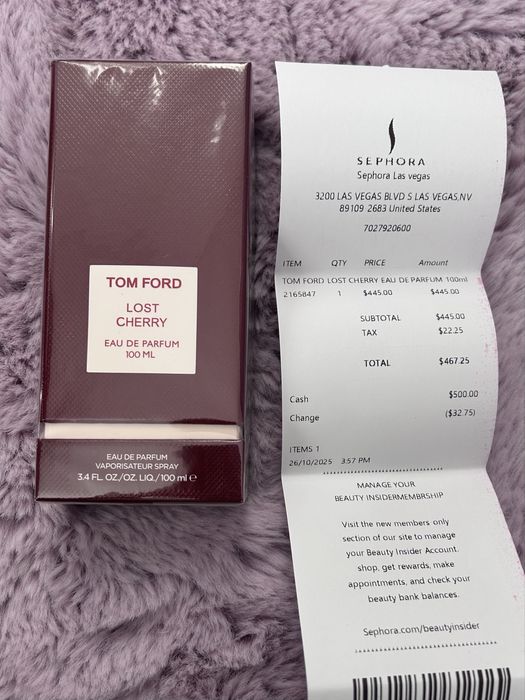 TOM FORD
LOST
CHERRY
EAU DE PARFUM
100 ML
EAU DE PARFUM
VAPORISATEUR SPRAY
3.4 FL. OZ./OZ. LIQ./100 ml ℮
SEPHORA
Sephora Las vegas
3200 LAS VEGAS BLVD S LAS VEGAS,NV
89109 2683 United States
7027920600
ITEM QTY PRICE Amount
TOM FORD LOST CHERRY EAU DE PARFUM 100ml
2165847 1 $445.00 $445.00
SUBTOTAL $445.00
TAX $22.25
TOTAL $467.25
Cash $500.00
Change ($32.75)
ITEMS 1
26/10/2025 3:57 PM
MANAGE YOUR
BEAUTY INSIDERMEMBRSHIP
Visit the new members only
section of our site to manage
your Beauty Insider Account.
shop, get rewards, make
appointments, and check your
beauty bank balances.
Sephora.com/beautyinsider